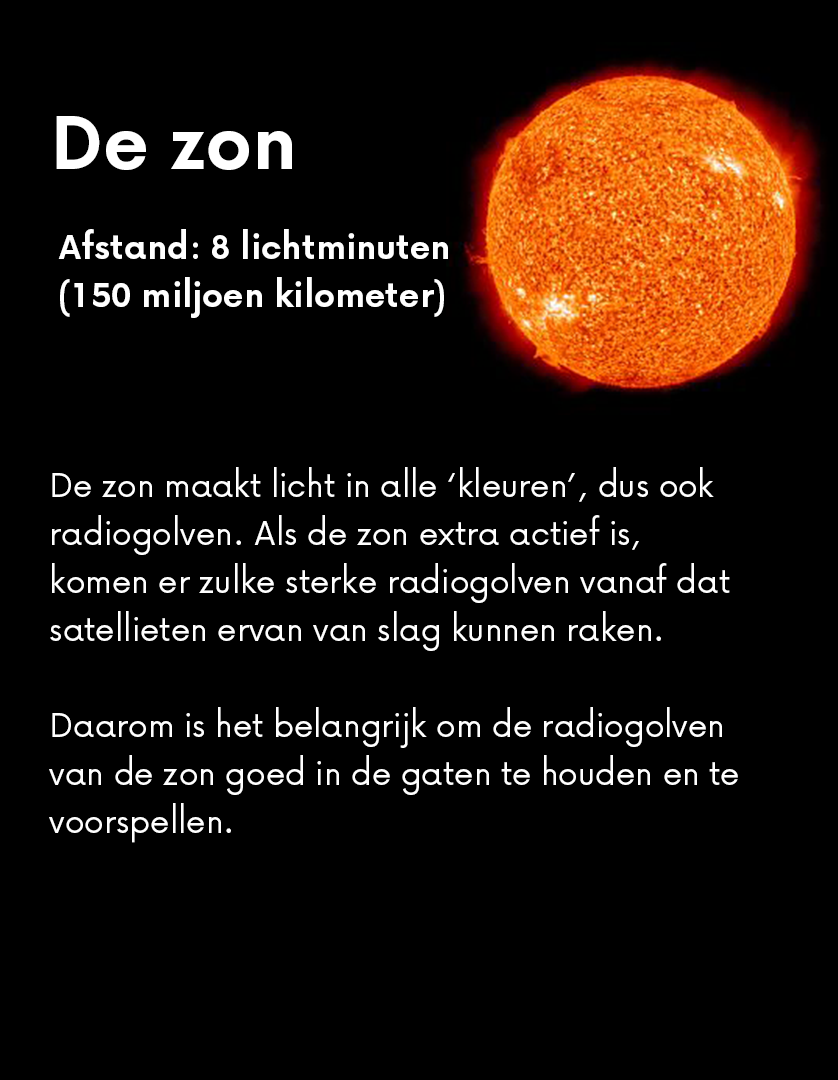 De zon
Afstand: 8 lichtminuten
(150 miljoen kilometer)
De zon maakt licht in alle ‘kleuren’, dus ook
radiogolven. Als de zon extra actief is,
komen er zulke sterke radiogolven vanaf dat
satellieten ervan van slag kunnen raken.
Daarom is het belangrijk om de radiogolven
van de zon goed in de gaten te houden en te
voorspellen.